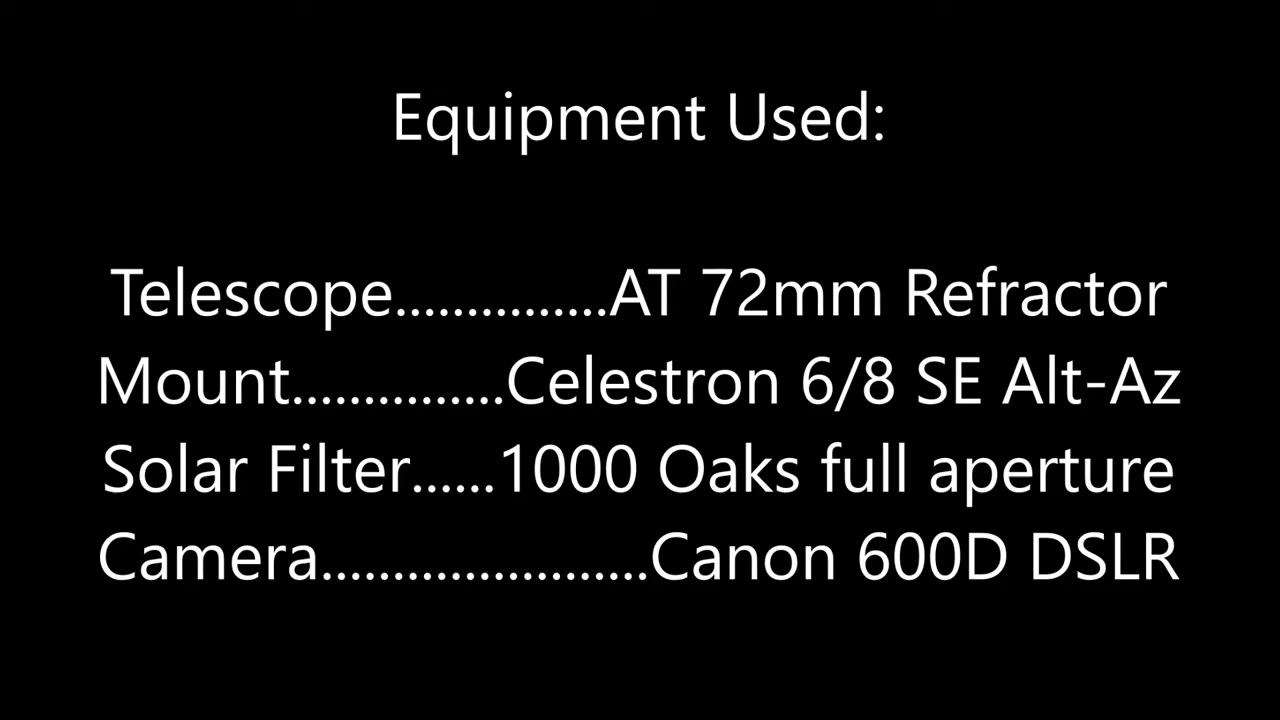 Equipment Used:
Telescope...............AT 72mm Refractor
Mount...............Celestron 6/8 SE Alt-Az
Solar Filter......1000 Oaks full aperture
Camera.......................Canon 600D DSLR